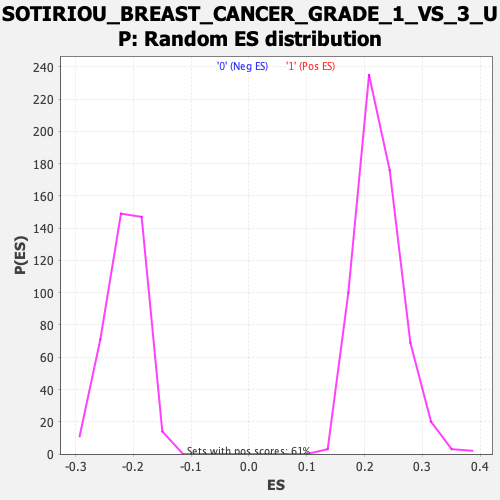 SOTIRIOU_BREAST_CANCER_GRADE_1_VS_3_U
P: Random ES distribution
'0' (Neg ES) '1' (Pos ES)
240
220
200
180
160
140
120
100
80
60
40
20
0
P(ES)
Sets with pos scores: 61%
-0.3 -0.2 -0.1 0.0 0.1 0.2 0.3 0.4
ES